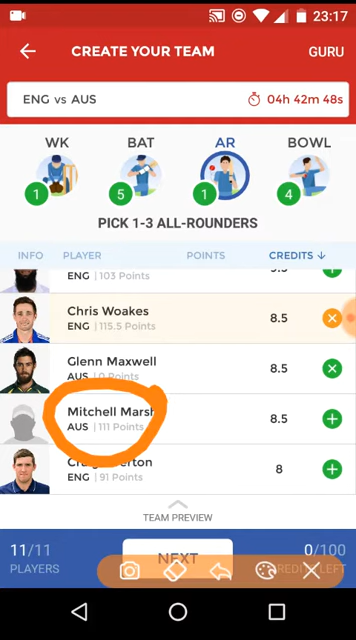 23:17
CREATE YOUR TEAM
GURU
ENG vs AUS
04h 42m 48s
WK
BAT
AR
BOWL
1
5
1
4
PICK 1-3 ALL-ROUNDERS
INFO PLAYER POINTS CREDITS
ENG | 103 Points
9.5
Chris Woakes
ENG | 115.5 Points
8.5
Glenn Maxwell
AUS | 0 Points
8.5
Mitchell Marsh
AUS | 111 Points
8.5
ENG | 91 Points
8
TEAM PREVIEW
11/11
PLAYERS
NEXT
0/100